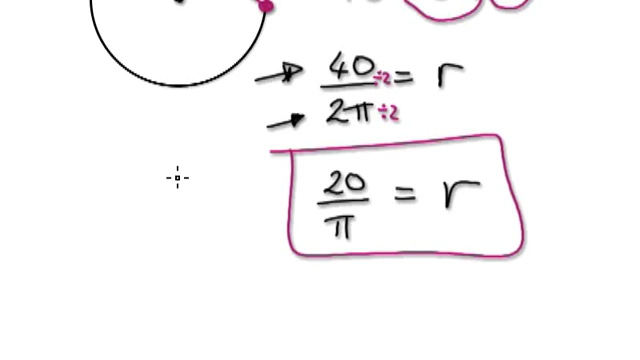 40÷2 / 2π÷2 = r
20 / π = r